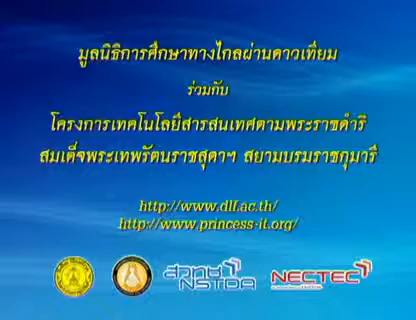 มูลนิธิการศึกษาทางไกลผ่านดาวเทียม
ร่วมกับ
โครงการเทคโนโลยีสารสนเทศตามพระราชดำริ
สมเด็จพระเทพรัตนราชสุดาฯ สยามบรมราชกุมารี
http://www.dlf.ac.th/
http://www.princess-it.org/
สวทช NECTEC
NSTDA